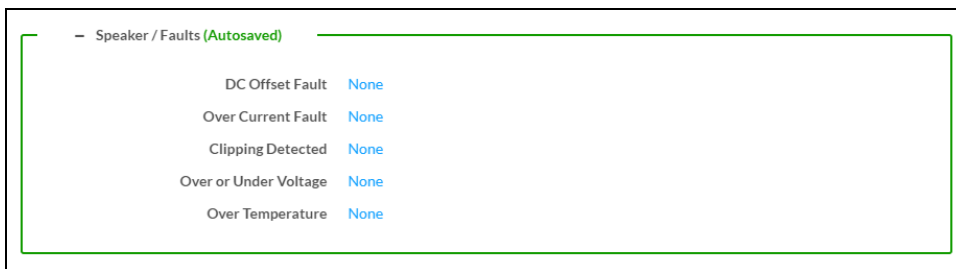 − Speaker / Faults (Autosaved)
DC Offset Fault None
Over Current Fault None
Clipping Detected None
Over or Under Voltage None
Over Temperature None